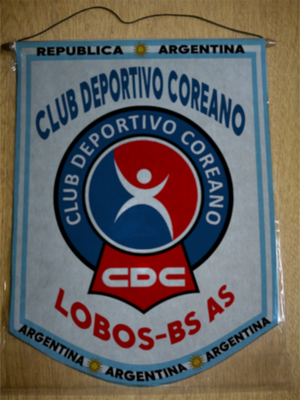 REPUBLICA ARGENTINA
CLUB DEPORTIVO COREANO
CLUB DEPORTIVO COREANO
CDC
LOBOS-BS AS
ARGENTINA ARGENTINA ARGENTINA